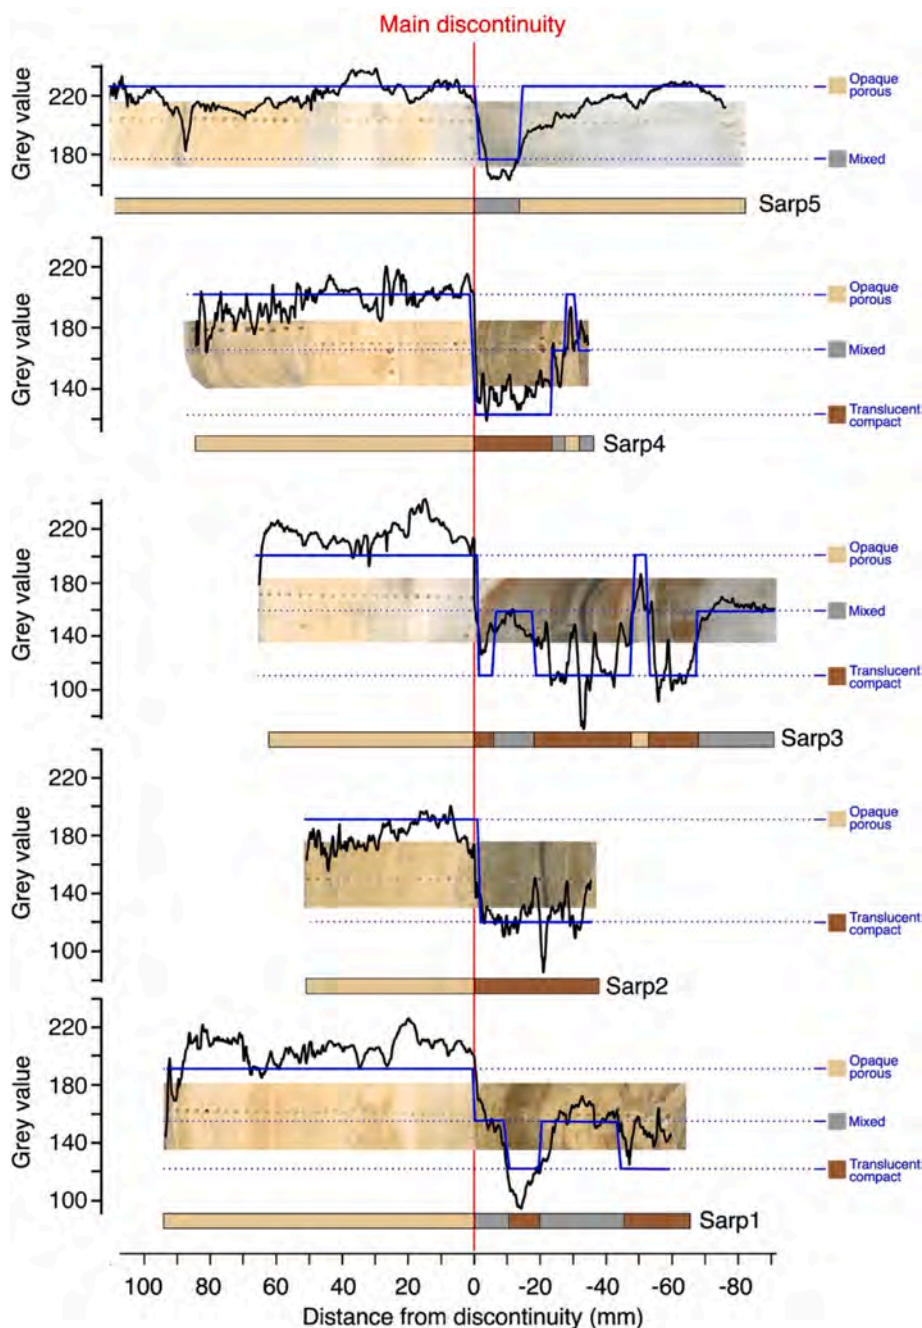 Main discontinuity
Grey value
220
180
Opaque
porous
Mixed
Sarp5
Grey value
220
180
140
Opaque
porous
Mixed
Translucent
compact
Sarp4
Grey value
220
180
140
100
Opaque
porous
Mixed
Translucent
compact
Sarp3
Grey value
220
180
140
100
Opaque
porous
Translucent
compact
Sarp2
Grey value
220
180
140
100
Opaque
porous
Mixed
Translucent
compact
Sarp1
100 80 60 40 20 0 -20 -40 -60 -80
Distance from discontinuity (mm)